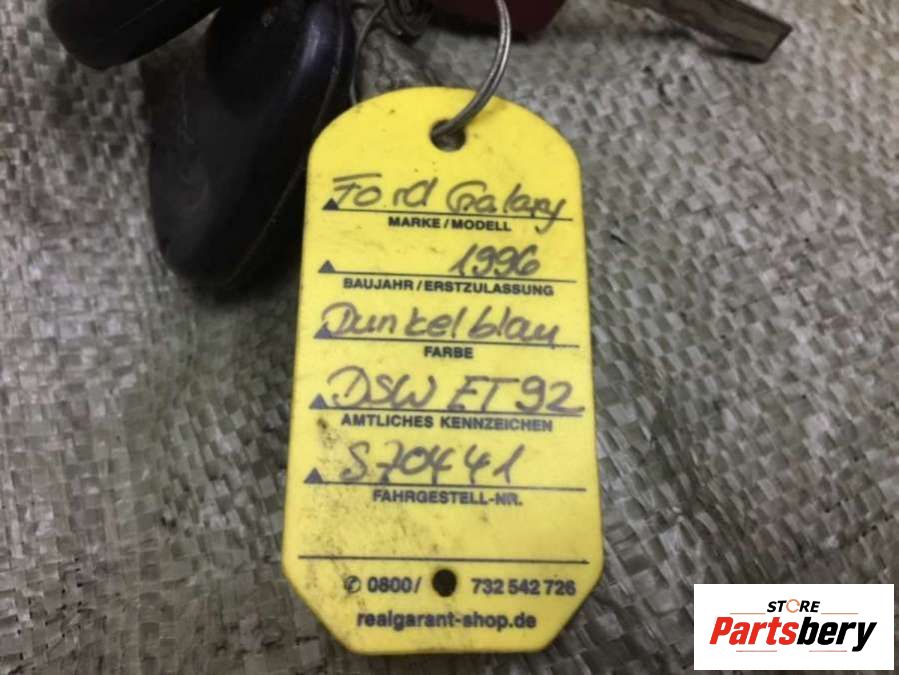 Ford Galaxy
MARKE/MODELL
1996
BAUJAHR/ERSTZULASSUNG
Dunkelblau
FARBE
DSW ET 92
AMTLICHES KENNZEICHEN
S70441
FAHRGESTELL-NR.
✆ 0800/ 732 542 726
realgarant-shop.de
STORE
Partsbery